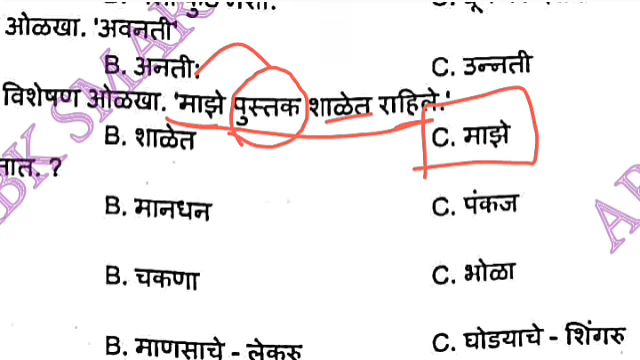 ओळखा. 'अवनती'
B. अनती: C. उन्नती
विशेषण ओळखा. 'माझे पुस्तक शाळेत राहिले.'
B. शाळेत C. माझे
तात. ?
B. मानधन C. पंकज
B. चकणा C. भोळा
B. माणसाचे - लेकरु C. घोडयाचे - शिंगरु